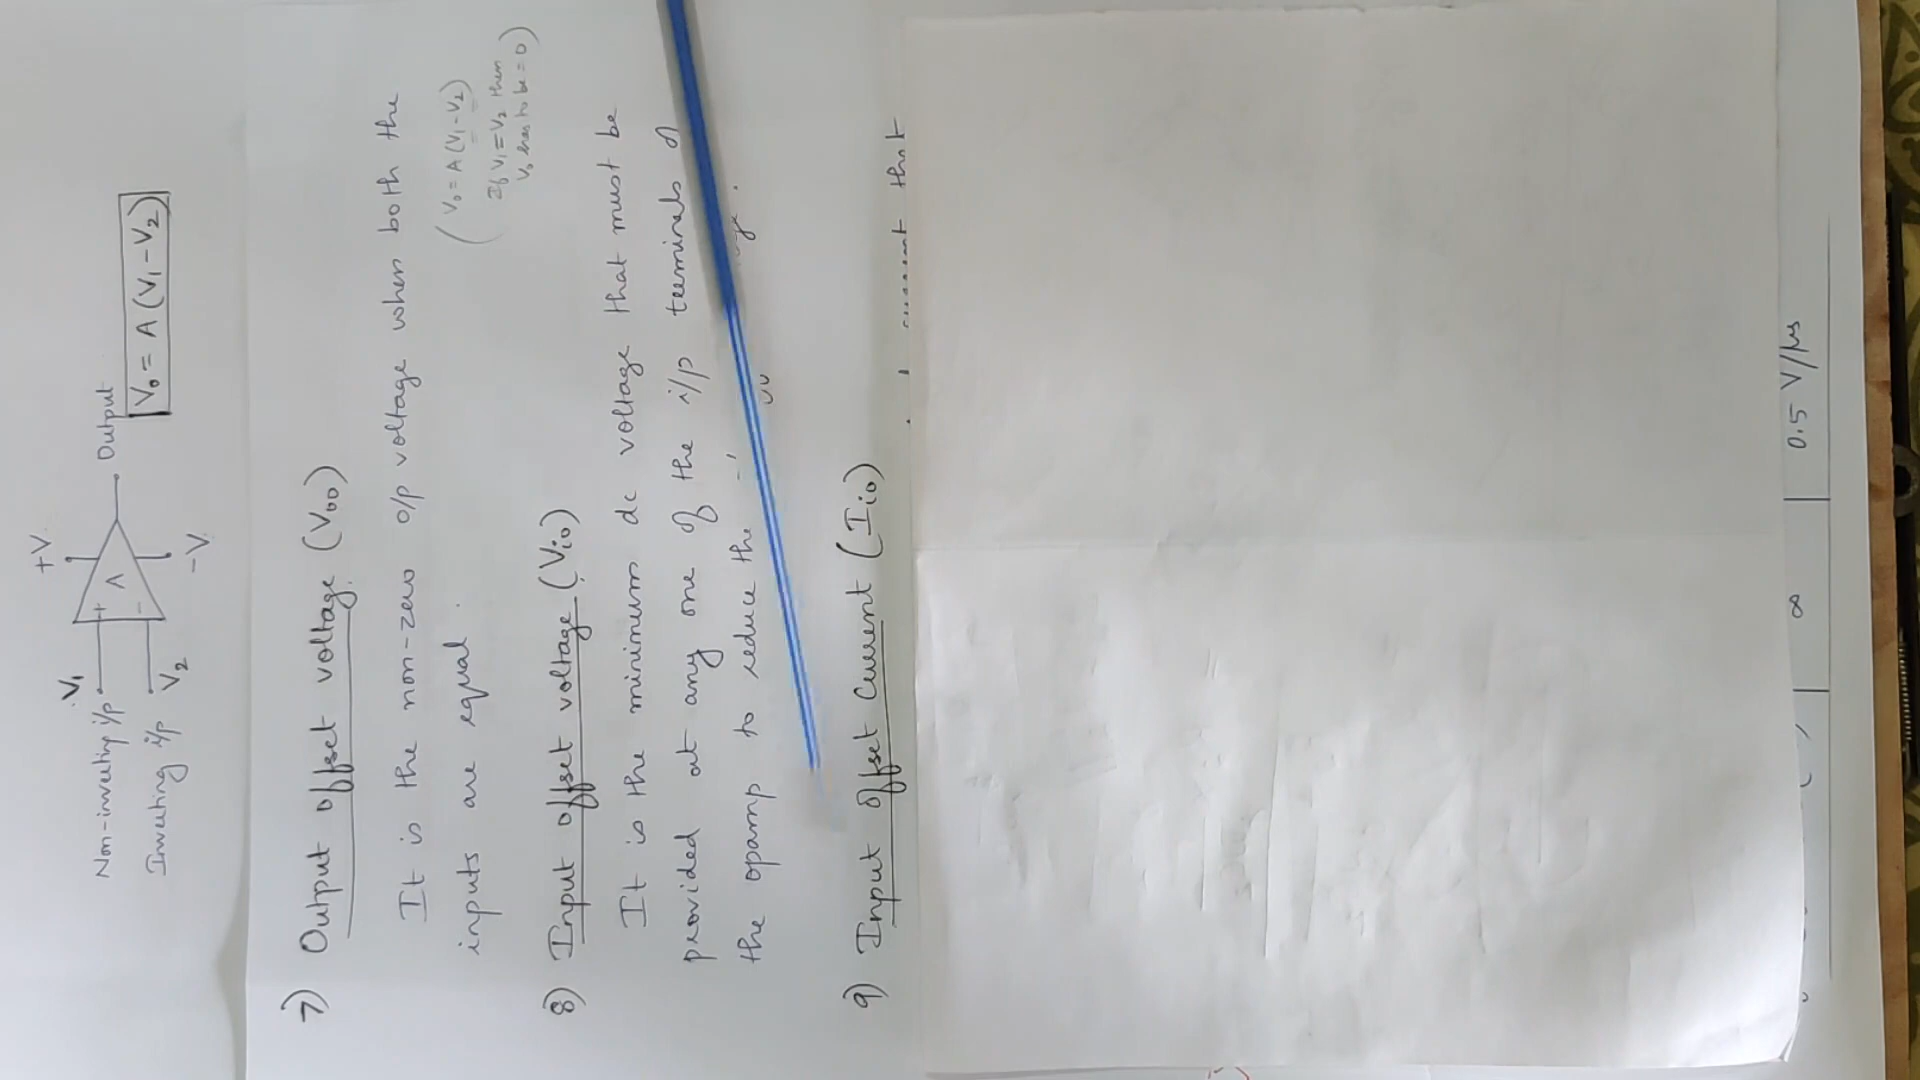 +V
V₁
Non-inverting i/p
+
A
-
Output
Inverting i/p
V₂
-V
V₀ = A (V₁ - V₂)
7) Output offset voltage (V₀₀)
It is the non-zero o/p voltage when both the
inputs are equal.
(V₀ = A (V₁ - V₂)
If V₁ = V₂ then
V₀ has to be = 0)
8) Input offset voltage (Vᵢ₀)
It is the minimum dc voltage that must be
provided at any one of the i/p terminals of
the opamp to reduce the
9) Input offset Current (Iᵢ₀)
current that
∞
0.5 V/μs